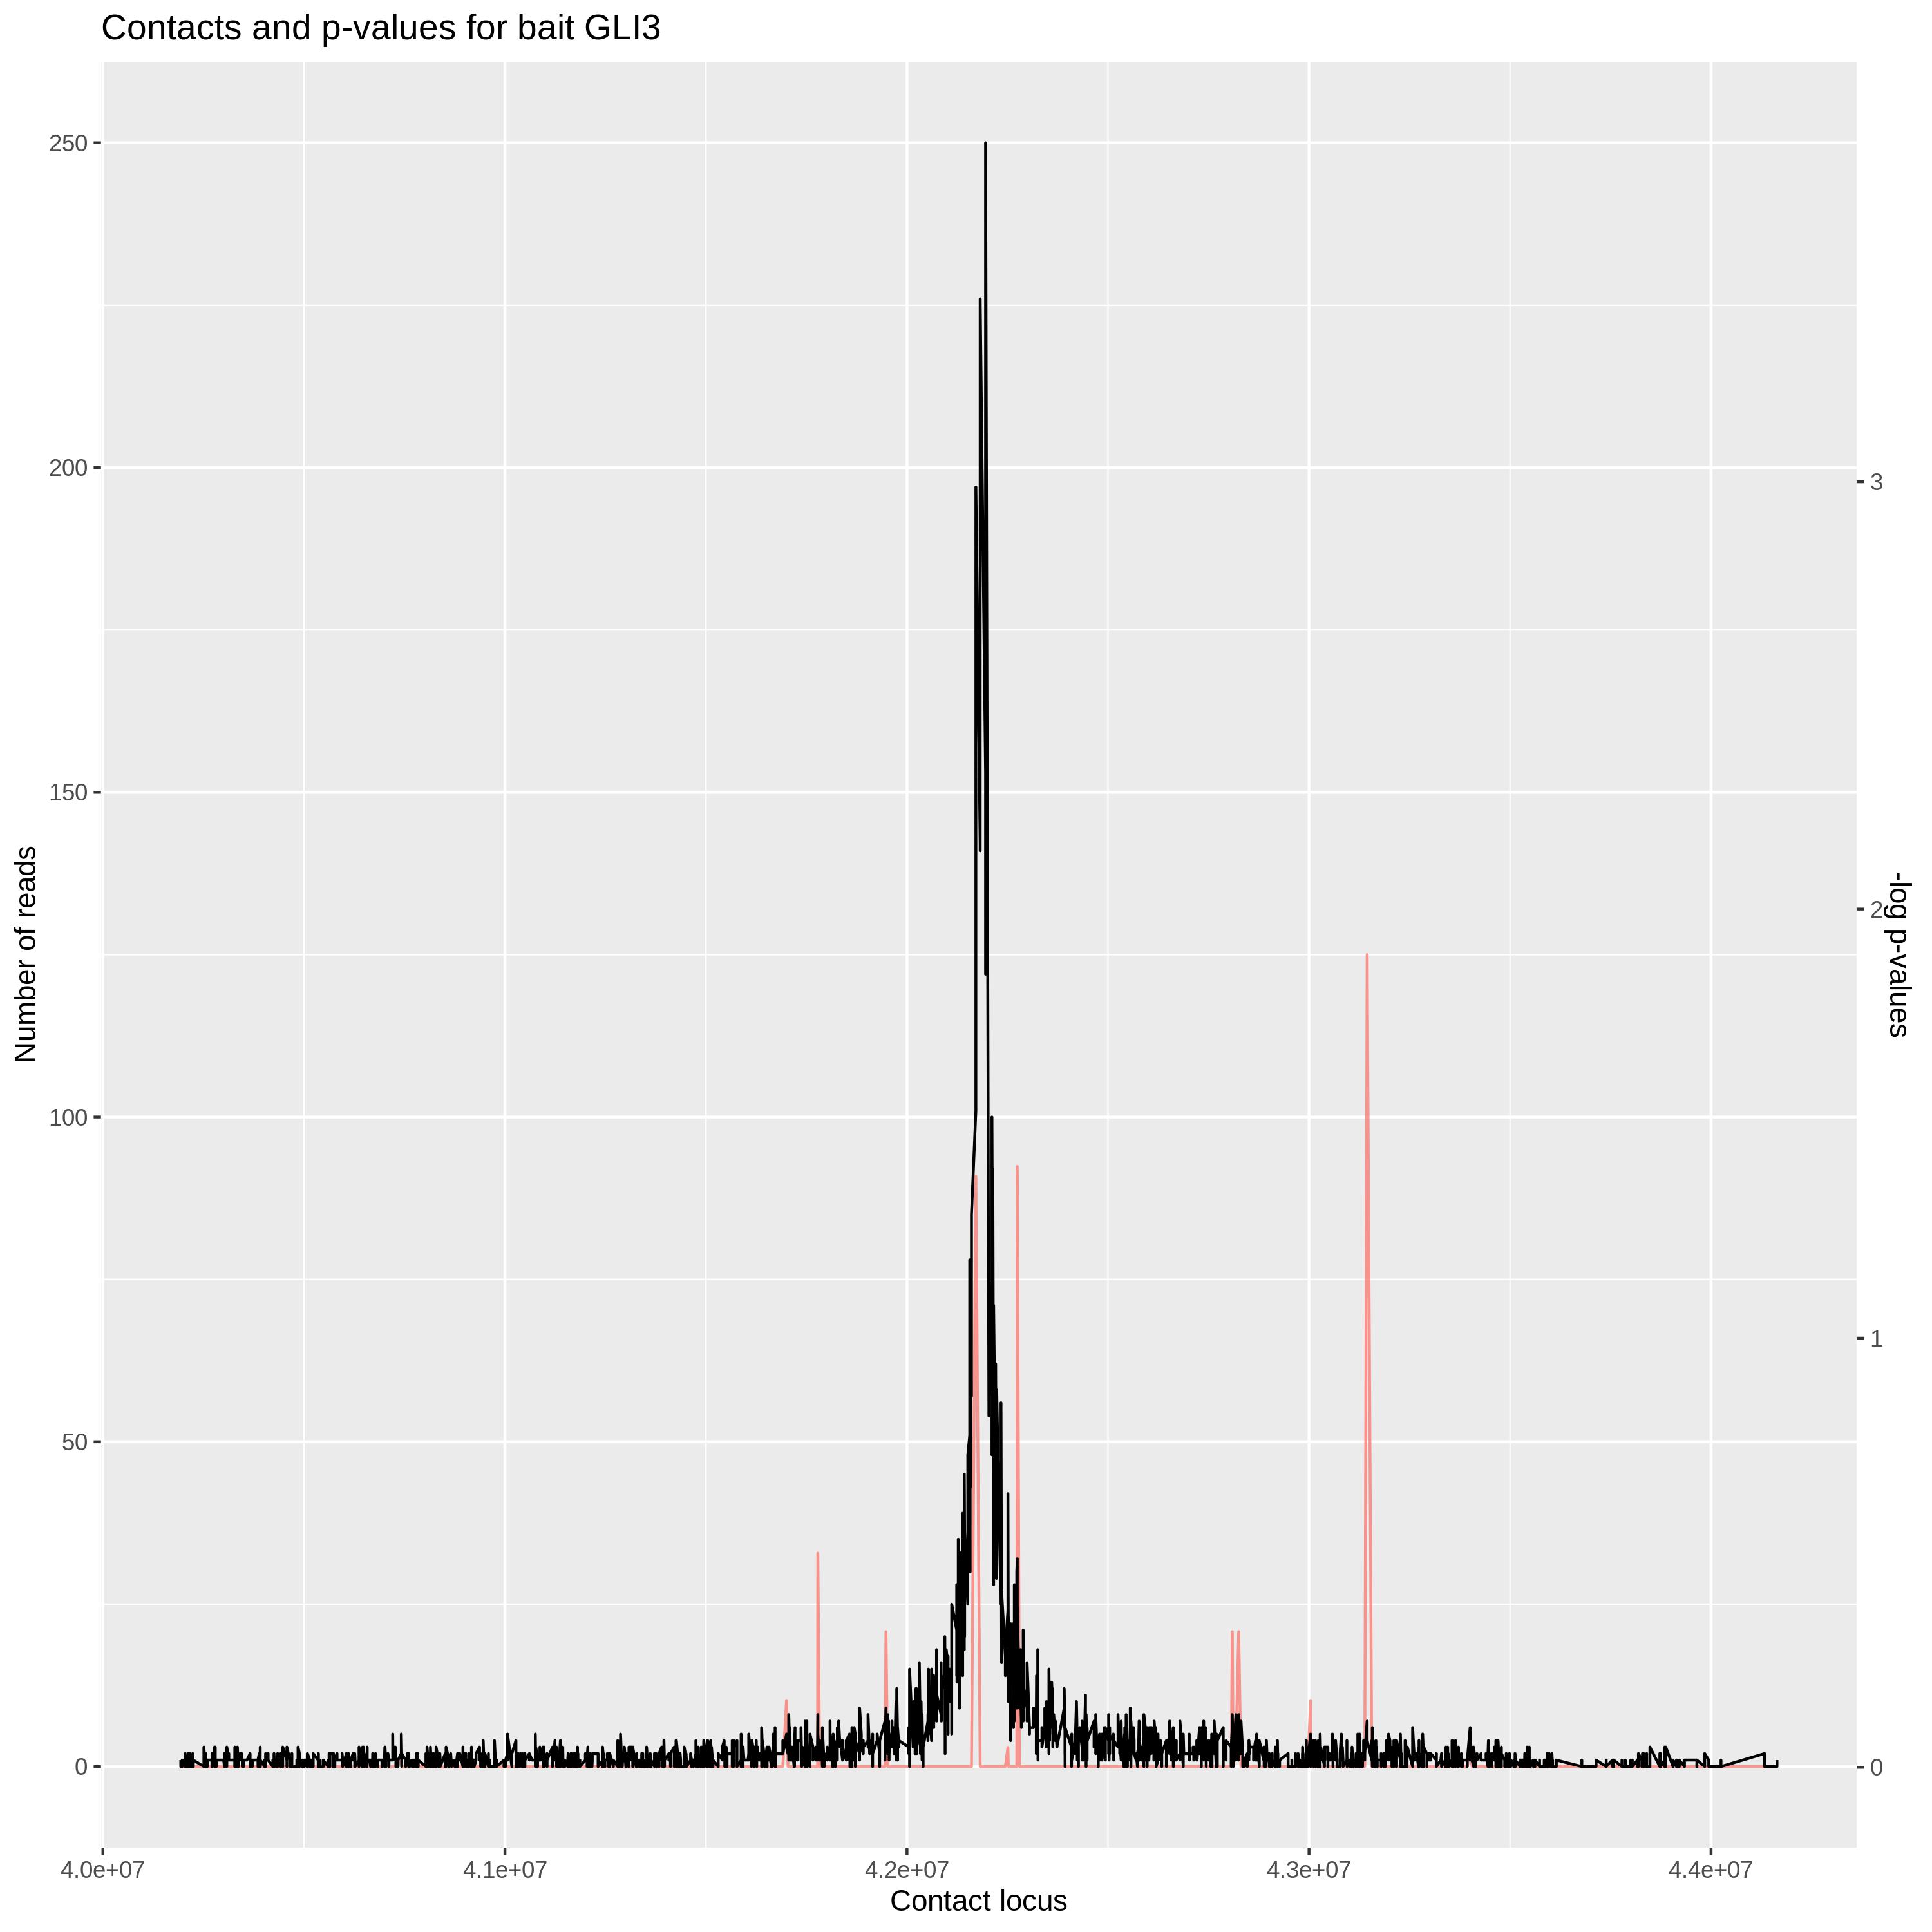 Contacts and p-values for bait GLI3
250
200
150
100
50
0
Number of reads
3
2
1
0
-log p-values
4.0e+07
4.1e+07
4.2e+07
4.3e+07
4.4e+07
Contact locus